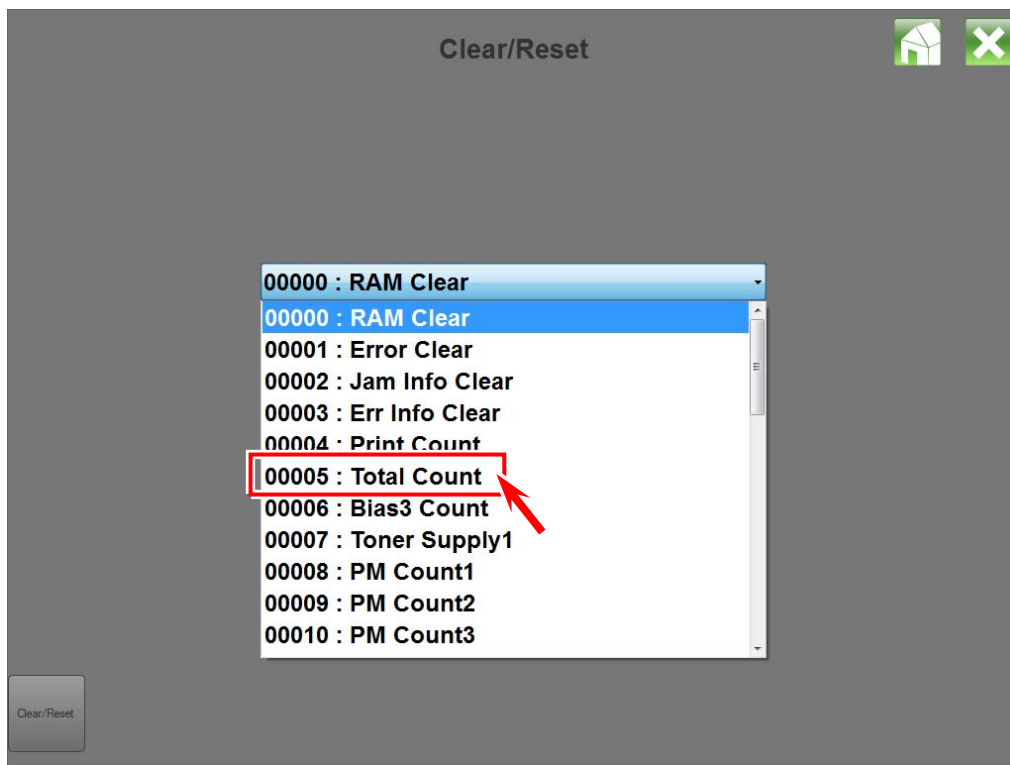 Clear/Reset
00000 : RAM Clear
00000 : RAM Clear
00001 : Error Clear
00002 : Jam Info Clear
00003 : Err Info Clear
00004 : Print Count
00005 : Total Count
00006 : Bias3 Count
00007 : Toner Supply1
00008 : PM Count1
00009 : PM Count2
00010 : PM Count3
Clear/Reset